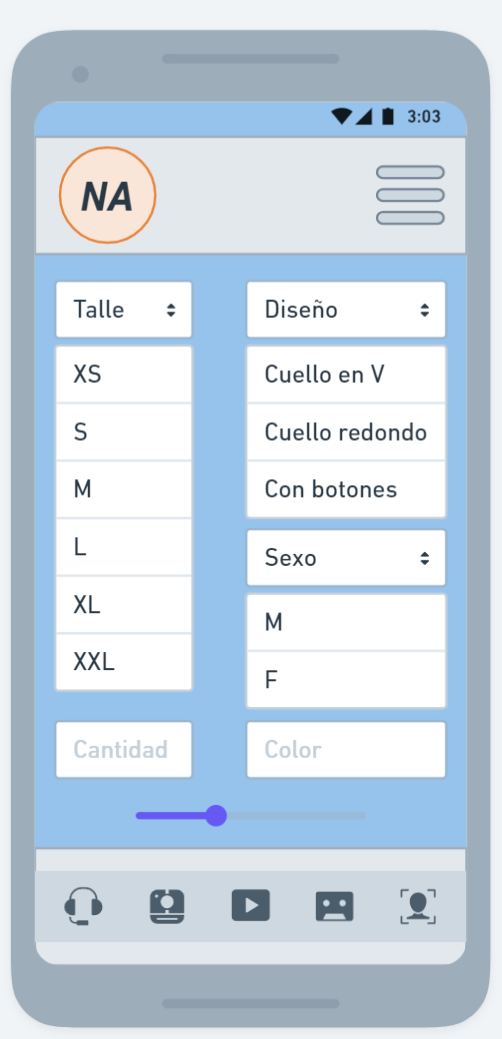 3:03
NA
Talle
XS
S
M
L
XL
XXL
Cantidad
Diseño
Cuello en V
Cuello redondo
Con botones
Sexo
M
F
Color